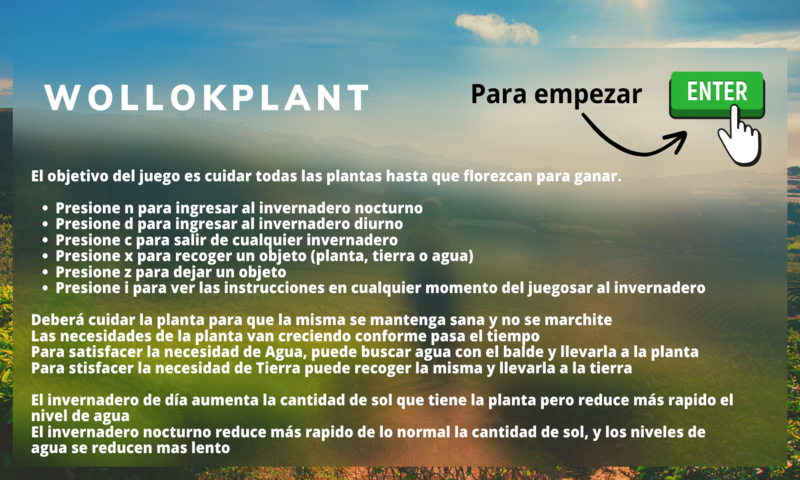 WOLLOKPLANT
Para empezar
ENTER
El objetivo del juego es cuidar todas las plantas hasta que florezcan para ganar.
• Presione n para ingresar al invernadero nocturno
• Presione d para ingresar al invernadero diurno
• Presione c para salir de cualquier invernadero
• Presione x para recoger un objeto (planta, tierra o agua)
• Presione z para dejar un objeto
• Presione i para ver las instrucciones en cualquier momento del juegosar al invernadero
Deberá cuidar la planta para que la misma se mantenga sana y no se marchite
Las necesidades de la planta van creciendo conforme pasa el tiempo
Para satisfacer la necesidad de Agua, puede buscar agua con el balde y llevarla a la planta
Para stisfacer la necesidad de Tierra puede recoger la misma y llevarla a la tierra
El invernadero de día aumenta la cantidad de sol que tiene la planta pero reduce más rapido el
nivel de agua
El invernadero nocturno reduce más rapido de lo normal la cantidad de sol, y los niveles de
agua se reducen mas lento